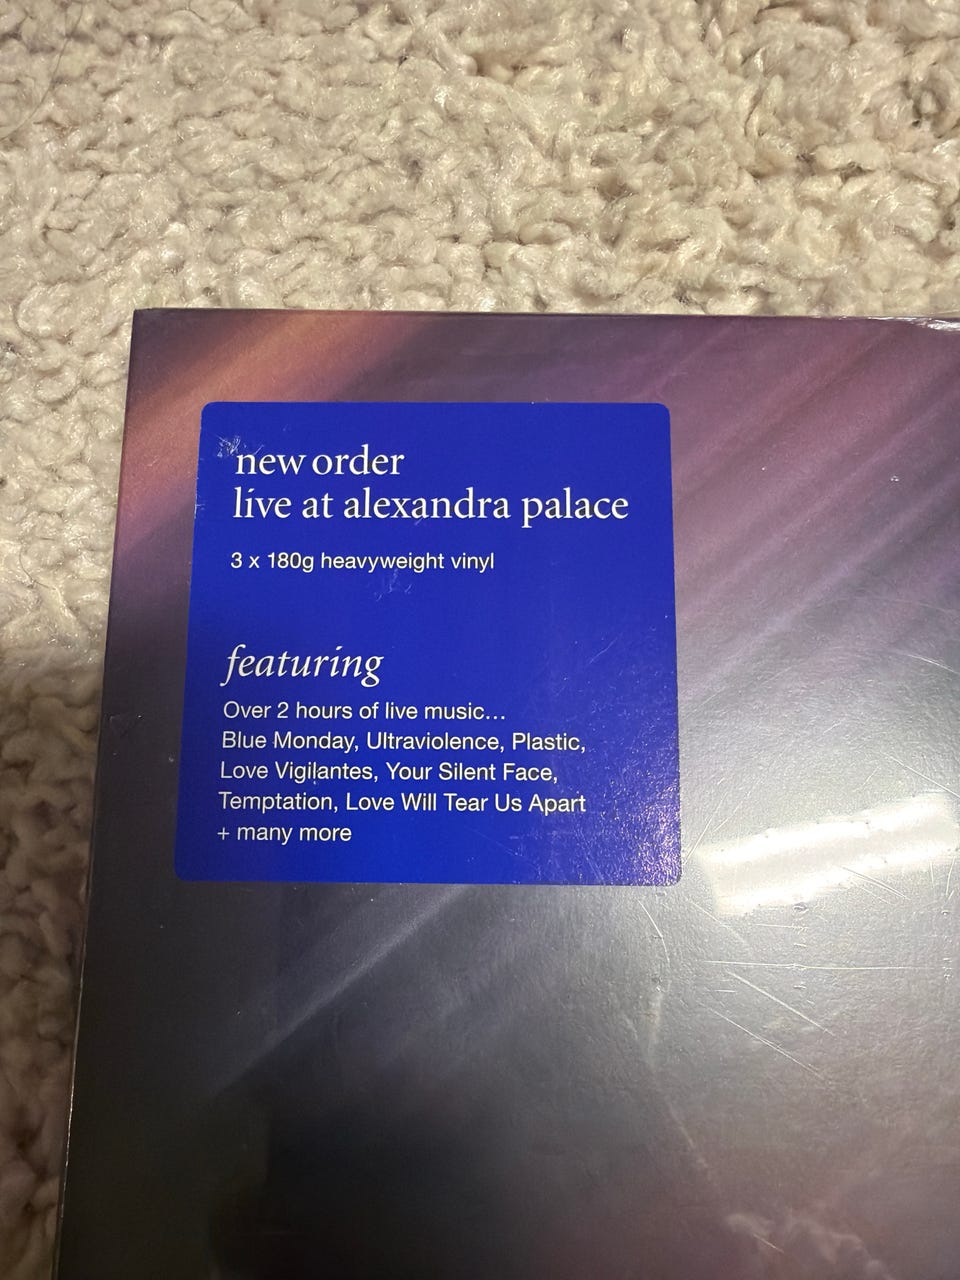 new order
live at alexandra palace
3 x 180g heavyweight vinyl
featuring
Over 2 hours of live music…
Blue Monday, Ultraviolence, Plastic,
Love Vigilantes, Your Silent Face,
Temptation, Love Will Tear Us Apart
+ many more